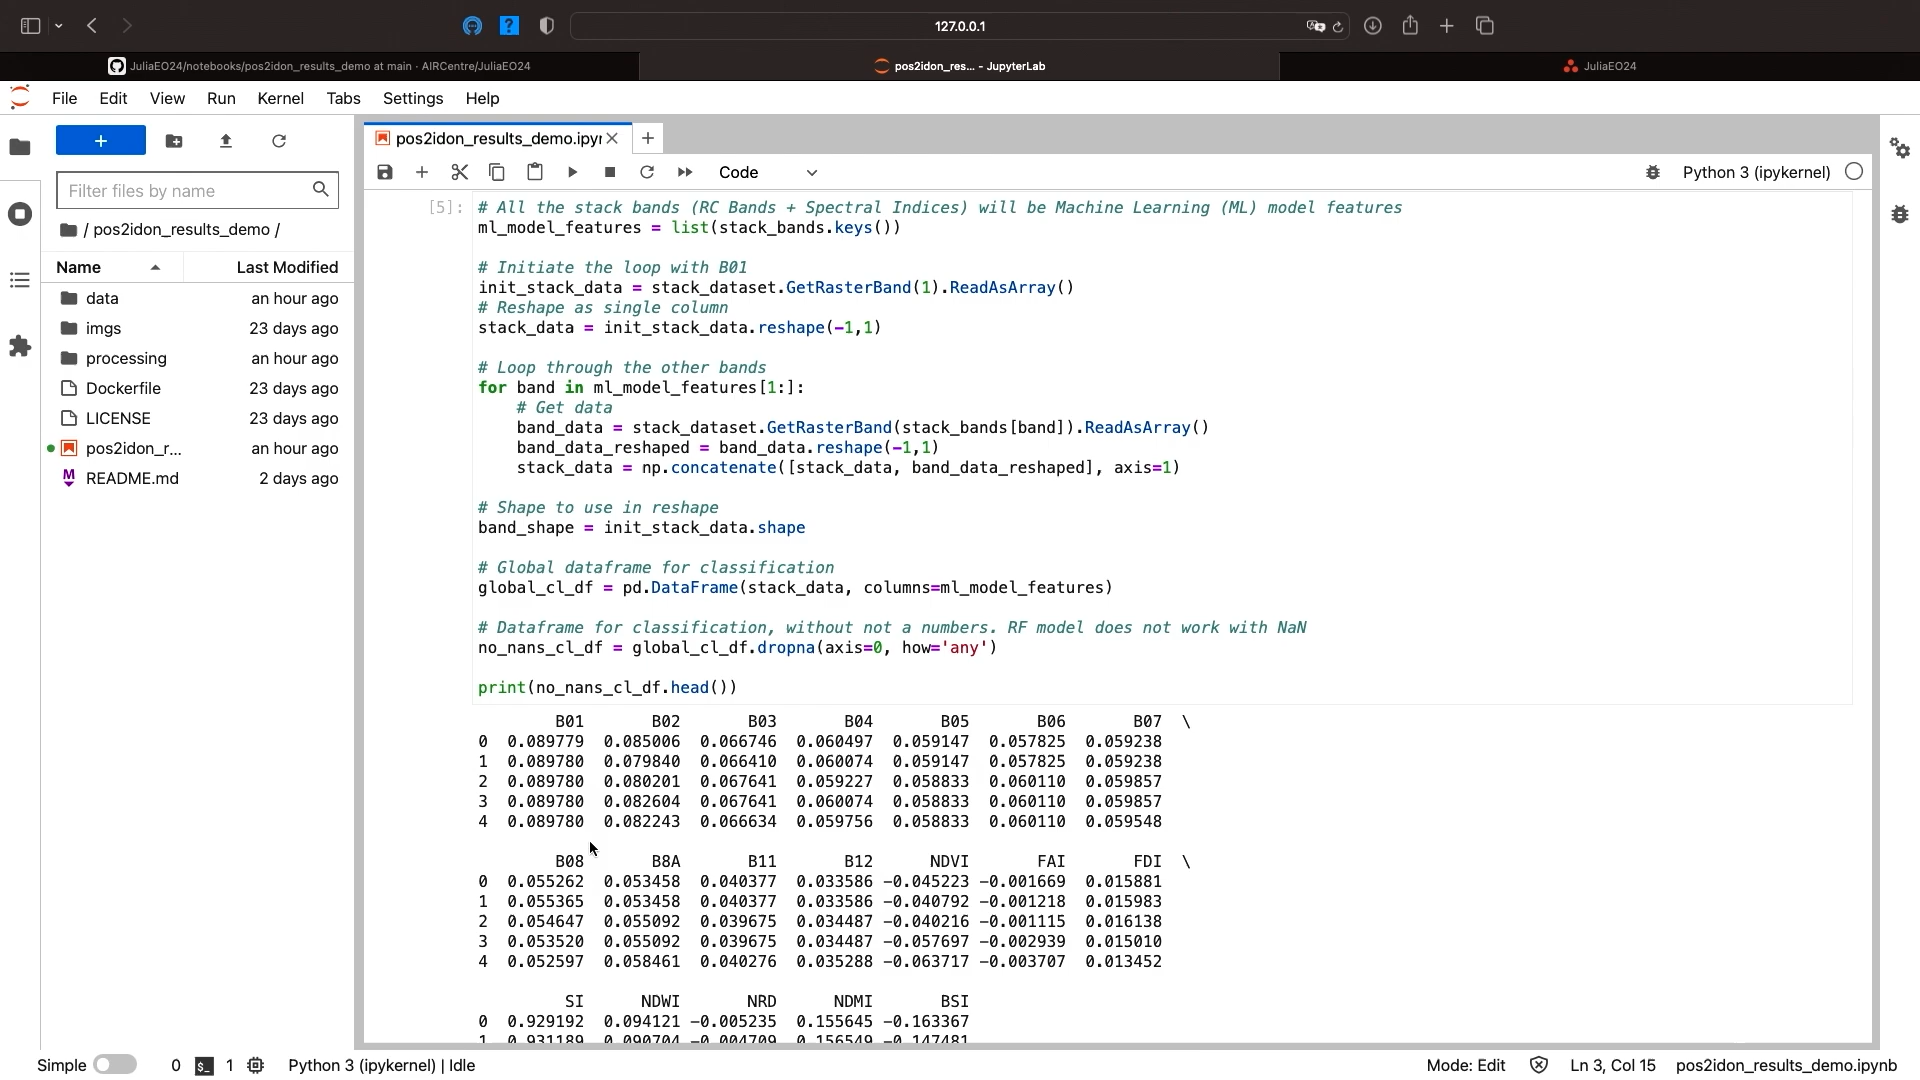 127.0.0.1
JuliaEO24/notebooks/pos2idon_results_demo at main · AIRCentre/JuliaEO24
pos2idon_res... - JupyterLab
JuliaEO24
File Edit View Run Kernel Tabs Settings Help
pos2idon_results_demo.ipyn
Code
Python 3 (ipykernel)
Filter files by name
/ pos2idon_results_demo /
Name Last Modified
data an hour ago
imgs 23 days ago
processing an hour ago
Dockerfile 23 days ago
LICENSE 23 days ago
pos2idon_r... an hour ago
README.md 2 days ago
[5]: # All the stack bands (RC Bands + Spectral Indices) will be Machine Learning (ML) model features
ml_model_features = list(stack_bands.keys())
# Initiate the loop with B01
init_stack_data = stack_dataset.GetRasterBand(1).ReadAsArray()
# Reshape as single column
stack_data = init_stack_data.reshape(-1,1)
# Loop through the other bands
for band in ml_model_features[1:]:
# Get data
band_data = stack_dataset.GetRasterBand(stack_bands[band]).ReadAsArray()
band_data_reshaped = band_data.reshape(-1,1)
stack_data = np.concatenate([stack_data, band_data_reshaped], axis=1)
# Shape to use in reshape
band_shape = init_stack_data.shape
# Global dataframe for classification
global_cl_df = pd.DataFrame(stack_data, columns=ml_model_features)
# Dataframe for classification, without not a numbers. RF model does not work with NaN
no_nans_cl_df = global_cl_df.dropna(axis=0, how='any')
print(no_nans_cl_df.head())
B01 B02 B03 B04 B05 B06 B07 \
0 0.089779 0.085006 0.066746 0.060497 0.059147 0.057825 0.059238
1 0.089780 0.079840 0.066410 0.060074 0.059147 0.057825 0.059238
2 0.089780 0.080201 0.067641 0.059227 0.058833 0.060110 0.059857
3 0.089780 0.082604 0.067641 0.060074 0.058833 0.060110 0.059857
4 0.089780 0.082243 0.066634 0.059756 0.058833 0.060110 0.059548
B08 B8A B11 B12 NDVI FAI FDI \
0 0.055262 0.053458 0.040377 0.033586 -0.045223 -0.001669 0.015881
1 0.055365 0.053458 0.040377 0.033586 -0.040792 -0.001218 0.015983
2 0.054647 0.055092 0.039675 0.034487 -0.040216 -0.001115 0.016138
3 0.053520 0.055092 0.039675 0.034487 -0.057697 -0.002939 0.015010
4 0.052597 0.058461 0.040276 0.035288 -0.063717 -0.003707 0.013452
SI NDWI NRD NDMI BSI
0 0.929192 0.094121 -0.005235 0.155645 -0.163367
1 0.931189 0.090704 -0.004709 0.156549 -0.147481
Simple 0 1 Python 3 (ipykernel) | Idle Mode: Edit Ln 3, Col 15 pos2idon_results_demo.ipynb